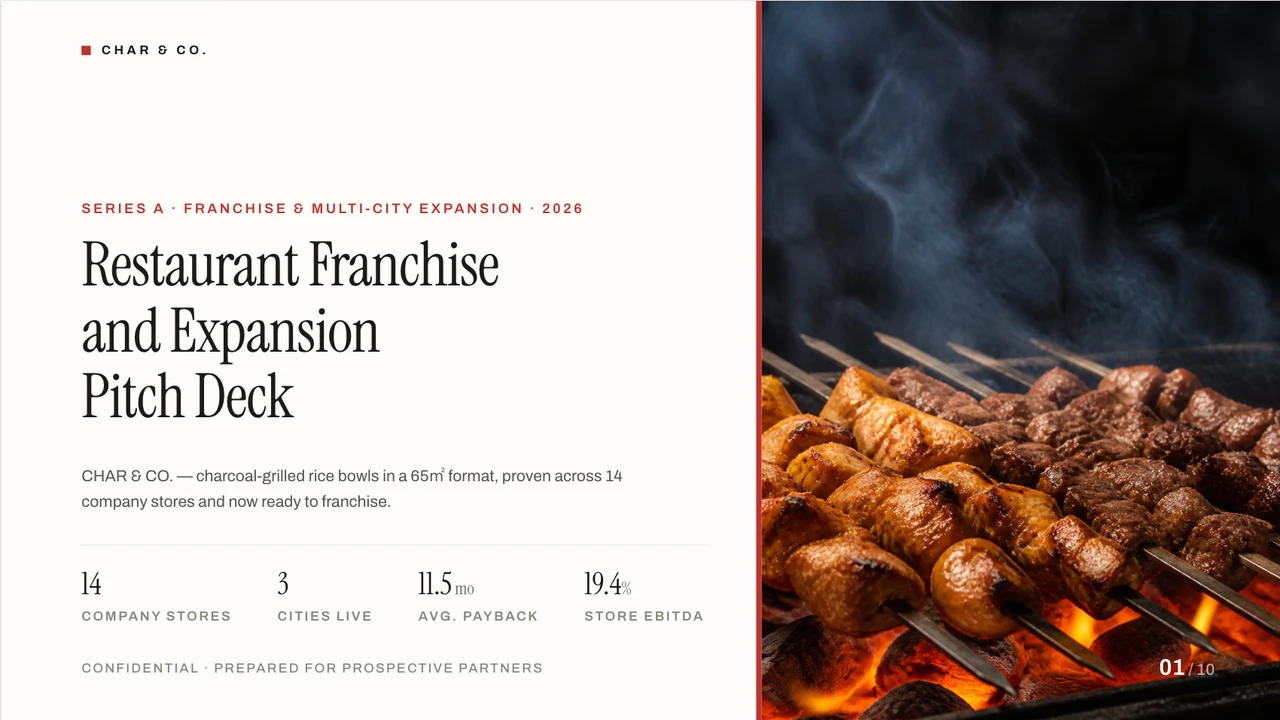 CHAR & CO.
SERIES A · FRANCHISE & MULTI-CITY EXPANSION · 2026
Restaurant Franchise
and Expansion
Pitch Deck
CHAR & CO. — charcoal-grilled rice bowls in a 65㎡ format, proven across 14
company stores and now ready to franchise.
14 3 11.5 mo 19.4%
COMPANY STORES CITIES LIVE AVG. PAYBACK STORE EBITDA
CONFIDENTIAL · PREPARED FOR PROSPECTIVE PARTNERS
01 / 10